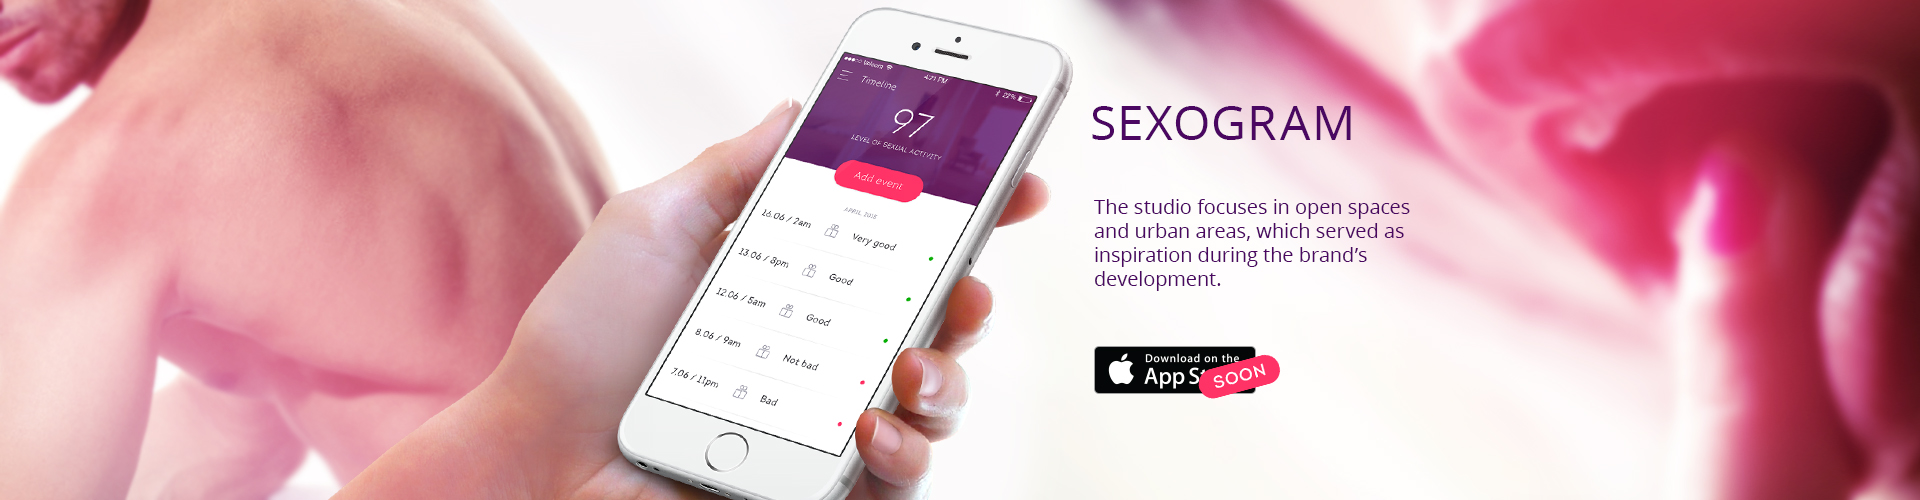 Velcom
4:21 PM
22%
Timeline
97
LEVEL OF SEXUAL ACTIVITY
Add event
APRIL 2015
16.06 / 2am Very good
13.06 / 8pm Good
12.06 / 5am Good
8.06 / 9am Not bad
7.06 / 11pm Bad
SEXOGRAM
The studio focuses in open spaces
and urban areas, which served as
inspiration during the brand’s
development.
Download on the
App S
SOON